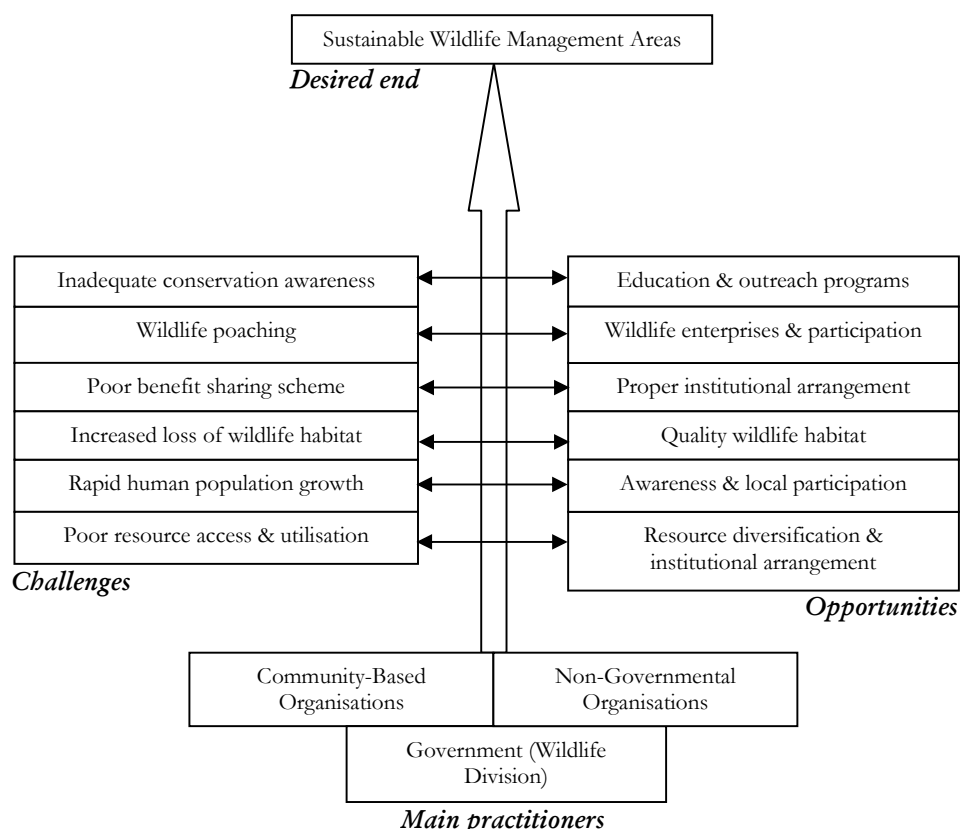 Sustainable Wildlife Management Areas
Desired end
Inadequate conservation awareness
Wildlife poaching
Poor benefit sharing scheme
Increased loss of wildlife habitat
Rapid human population growth
Poor resource access & utilisation
Challenges
Education & outreach programs
Wildlife enterprises & participation
Proper institutional arrangement
Quality wildlife habitat
Awareness & local participation
Resource diversification &
institutional arrangement
Opportunities
Community-Based
Organisations
Non-Governmental
Organisations
Government (Wildlife
Division)
Main practitioners